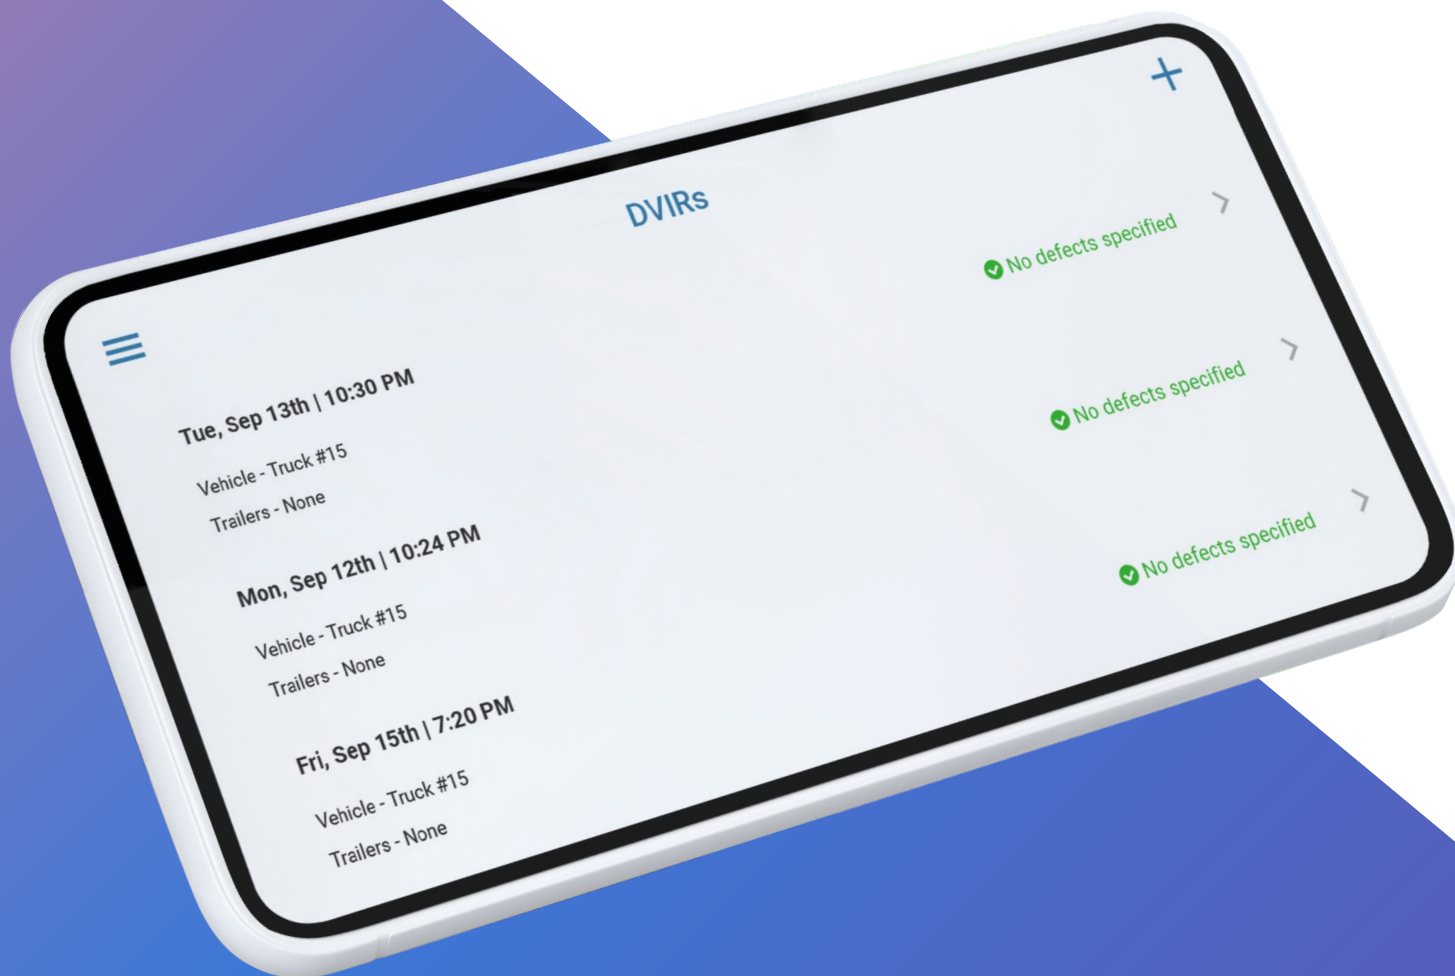 DVIRs
Tue, Sep 13th | 10:30 PM
Vehicle - Truck #15
Trailers - None
No defects specified
Mon, Sep 12th | 10:24 PM
Vehicle - Truck #15
Trailers - None
No defects specified
Fri, Sep 15th | 7:20 PM
Vehicle - Truck #15
Trailers - None
No defects specified